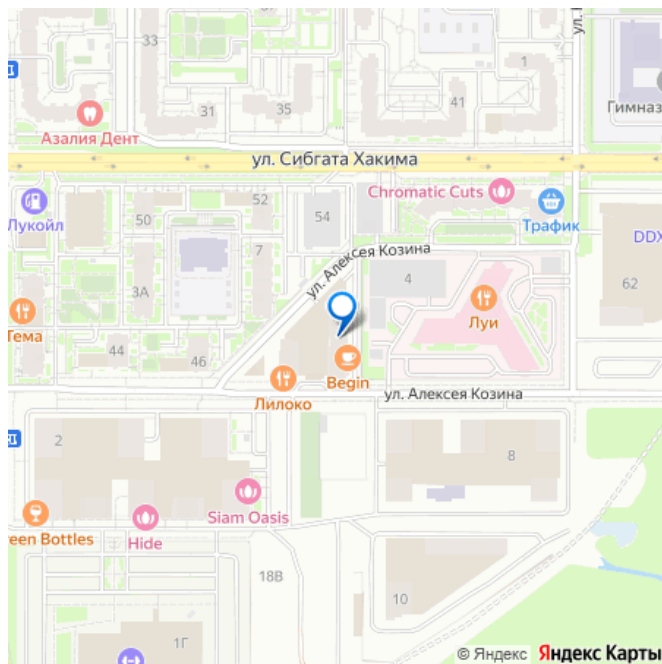 33
1
ул.
31
35
41
Гимназ
Азалия Дент
ул. Сибгата Хакима
Chromatic Cuts
52
50
54
Лукойл
Трафик
7
ул. Алексея Козина
DDX
3А
4
62
Тема
Луи
44
46
Begin
Лилоко
ул. Алексея Козина
2
8
Siam Oasis
een Bottles
Hide
18В
10
1Г
© Яндекс Яндекс Карты